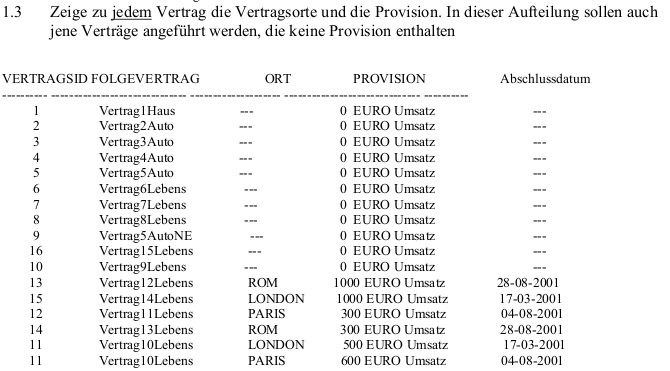 1.3 Zeige zu jedem Vertrag die Vertragsorte und die Provision. In dieser Aufteilung sollen auch
jene Verträge angeführt werden, die keine Provision enthalten
VERTRAGSID FOLGEVERTRAG ORT PROVISION Abschlussdatum
---------- ------------------------------ -------------------- ------------------------------ ----------
1 Vertrag1Haus --- 0 EURO Umsatz ---
2 Vertrag2Auto --- 0 EURO Umsatz ---
3 Vertrag3Auto --- 0 EURO Umsatz ---
4 Vertrag4Auto --- 0 EURO Umsatz ---
5 Vertrag5Auto --- 0 EURO Umsatz ---
6 Vertrag6Lebens --- 0 EURO Umsatz ---
7 Vertrag7Lebens --- 0 EURO Umsatz ---
8 Vertrag8Lebens --- 0 EURO Umsatz ---
9 Vertrag5AutoNE --- 0 EURO Umsatz ---
16 Vertrag15Lebens --- 0 EURO Umsatz ---
10 Vertrag9Lebens --- 0 EURO Umsatz ---
13 Vertrag12Lebens ROM 1000 EURO Umsatz 28-08-2001
15 Vertrag14Lebens LONDON 1000 EURO Umsatz 17-03-2001
12 Vertrag11Lebens PARIS 300 EURO Umsatz 04-08-2001
14 Vertrag13Lebens ROM 300 EURO Umsatz 28-08-2001
11 Vertrag10Lebens LONDON 500 EURO Umsatz 17-03-2001
11 Vertrag10Lebens PARIS 600 EURO Umsatz 04-08-2001